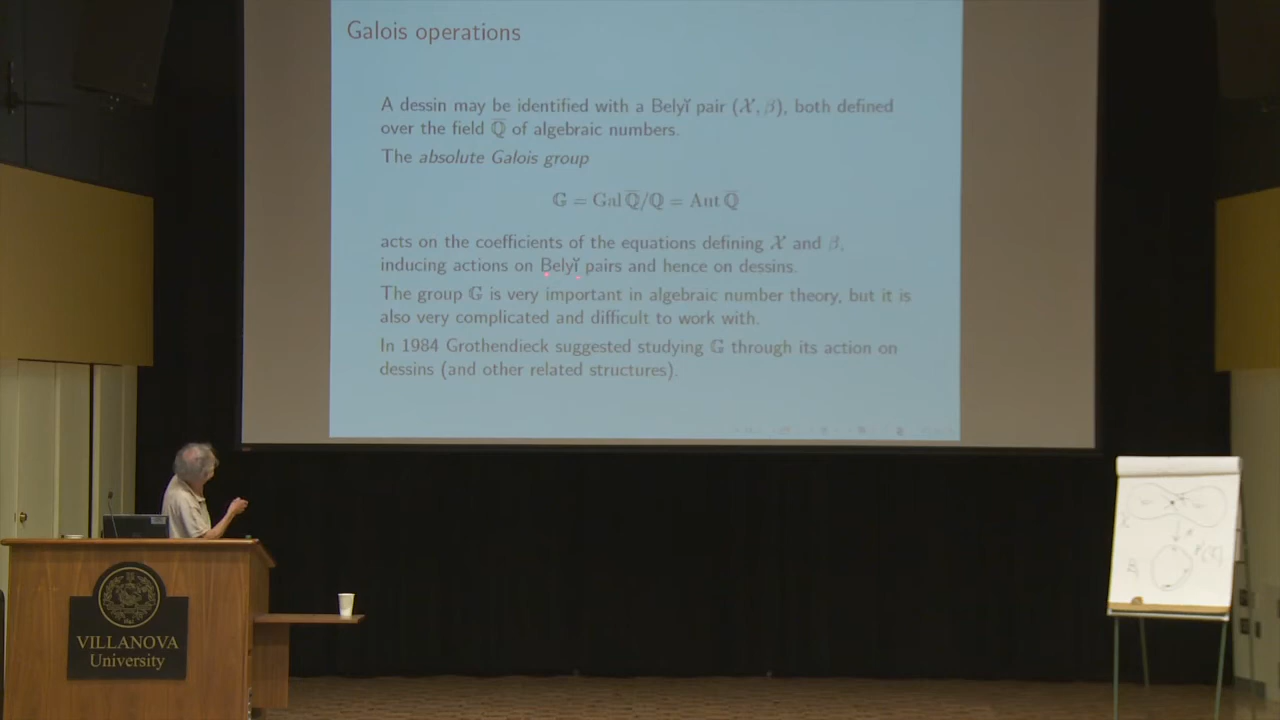 Galois operations
A dessin may be identified with a Belyĭ pair (𝒳, β), both defined
over the field ℚ̅ of algebraic numbers.
The absolute Galois group
𝔾 = Gal ℚ̅/ℚ = Aut ℚ̅
acts on the coefficients of the equations defining 𝒳 and β,
inducing actions on Belyĭ pairs and hence on dessins.
The group 𝔾 is very important in algebraic number theory, but it is
also very complicated and difficult to work with.
In 1984 Grothendieck suggested studying 𝔾 through its action on
dessins (and other related structures).
VILLANOVA
University